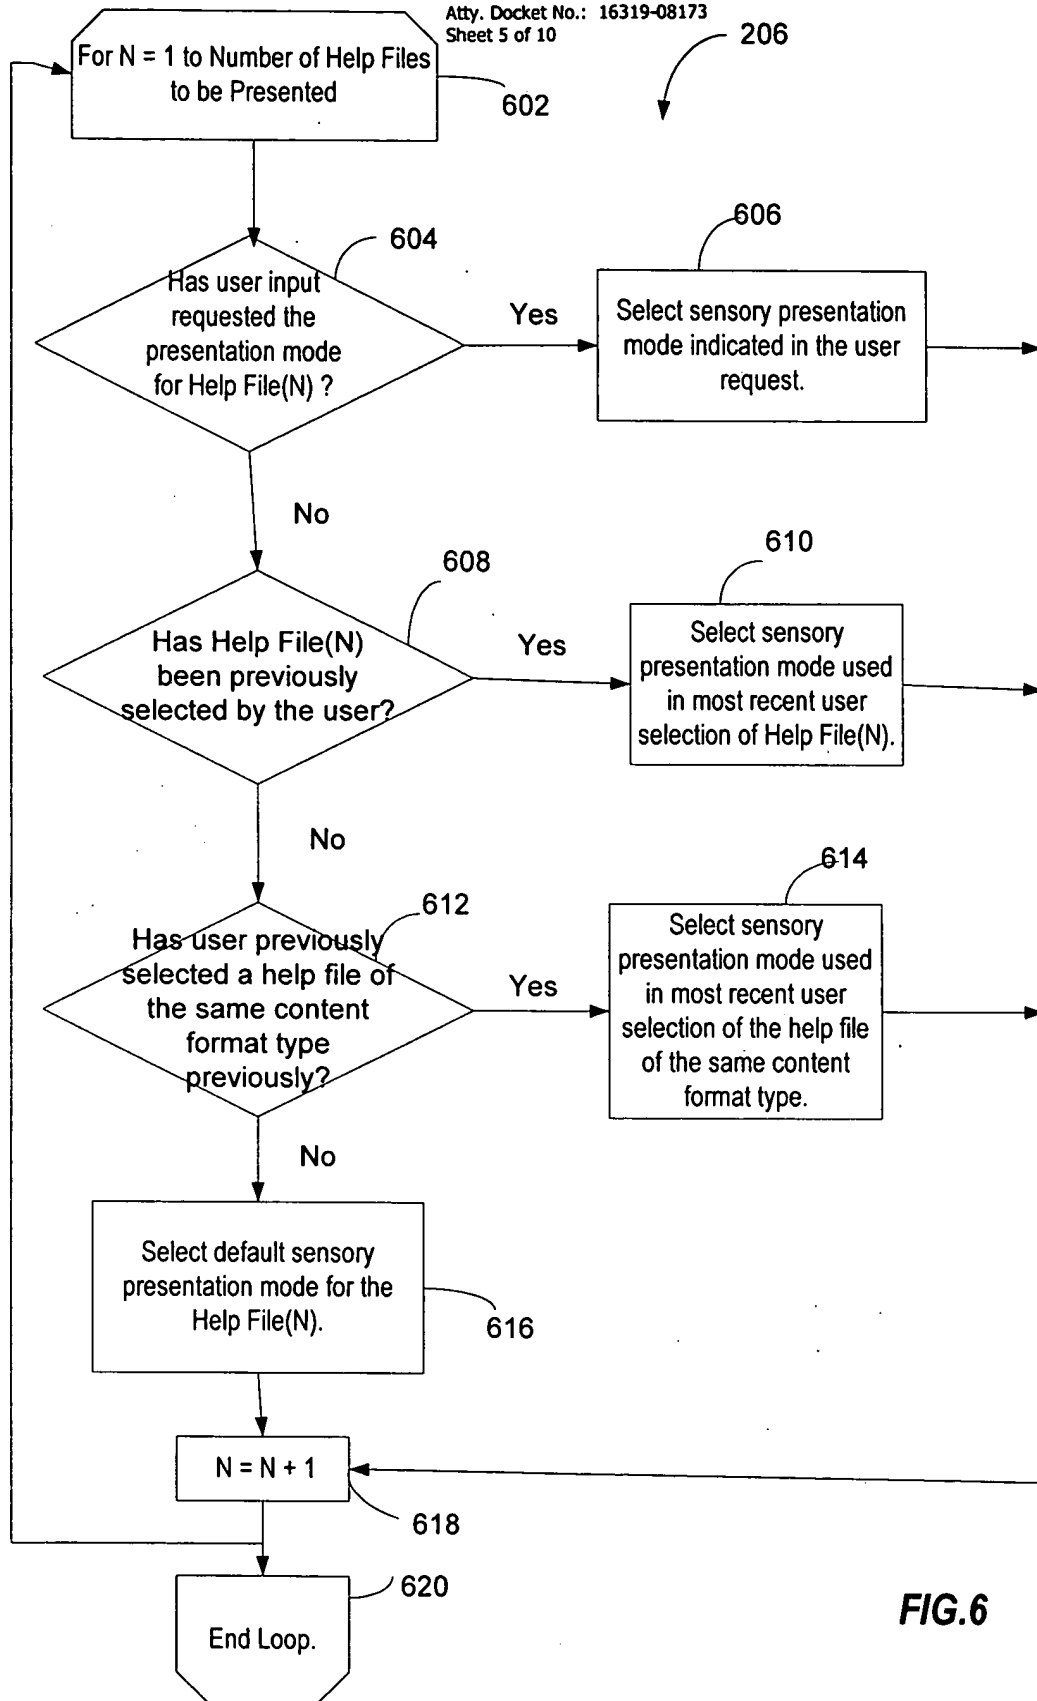 Atty. Docket No.: 16319-08173
Sheet 5 of 10
206
For N = 1 to Number of Help Files
to be Presented
602
604
Has user input
requested the
presentation mode
for Help File(N) ?
Yes
606
Select sensory presentation
mode indicated in the user
request.
No
608
Has Help File(N)
been previously
selected by the user?
Yes
610
Select sensory
presentation mode used
in most recent user
selection of Help File(N).
No
612
Has user previously
selected a help file of
the same content
format type
previously?
Yes
614
Select sensory
presentation mode used
in most recent user
selection of the help file
of the same content
format type.
No
Select default sensory
presentation mode for the
Help File(N).
616
N = N + 1
618
620
End Loop.
FIG.6